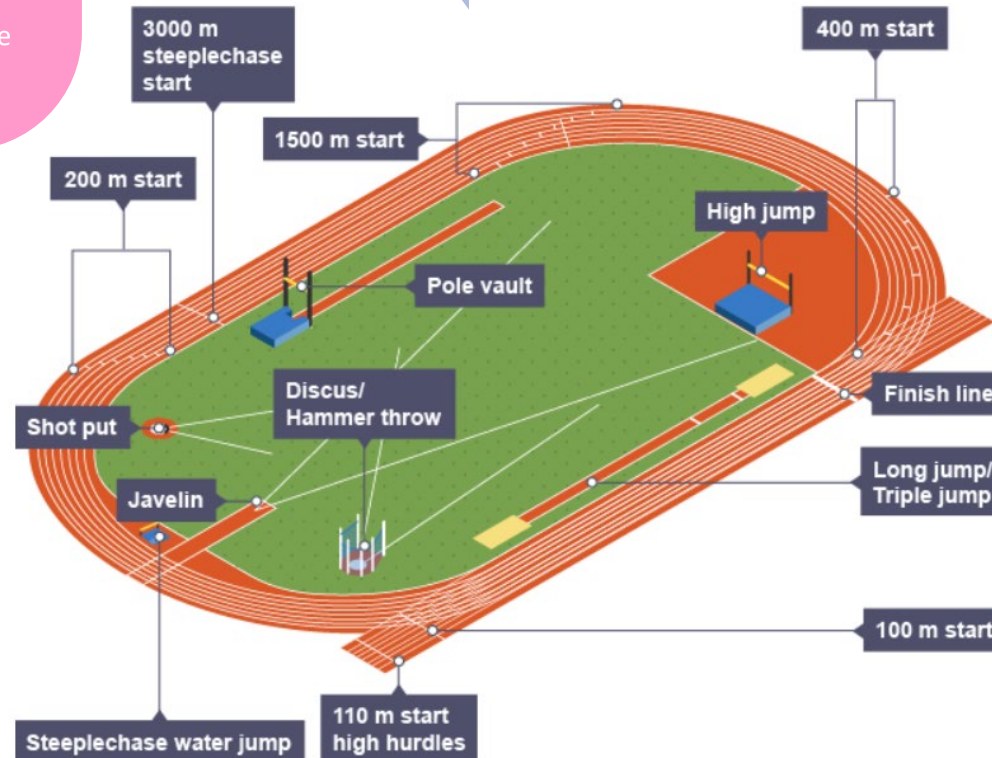 e
3000 m
steeplechase
start
400 m start
1500 m start
200 m start
High jump
Pole vault
Discus/
Hammer throw
Finish line
Shot put
Long jump/
Triple jump
Javelin
100 m start
110 m start
high hurdles
Steeplechase water jump